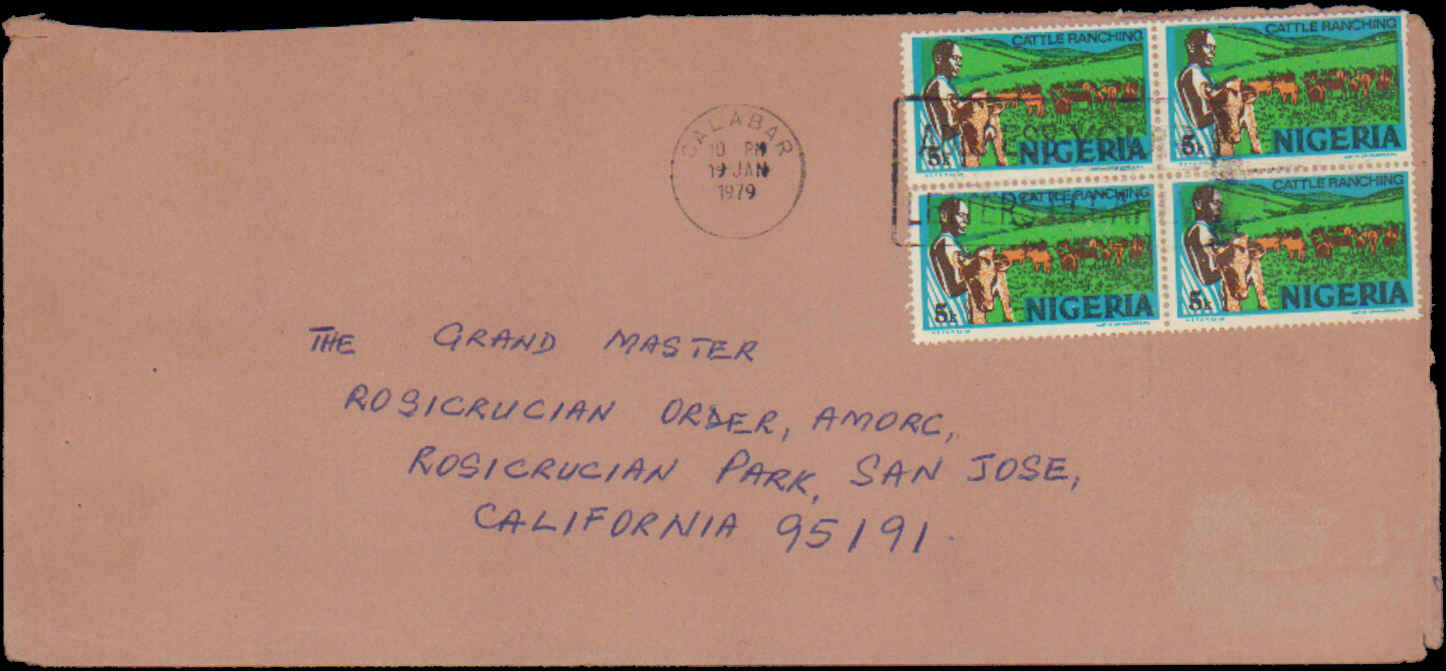 CATTLE RANCHING
5k NIGERIA
CATTLE RANCHING
5k NIGERIA
CATTLE RANCHING
5k NIGERIA
CATTLE RANCHING
5k NIGERIA
CALABAR
10 PM
19 JAN
1979
THE GRAND MASTER
ROSICRUCIAN ORDER, AMORC,
ROSICRUCIAN PARK, SAN JOSE,
CALIFORNIA 95191.